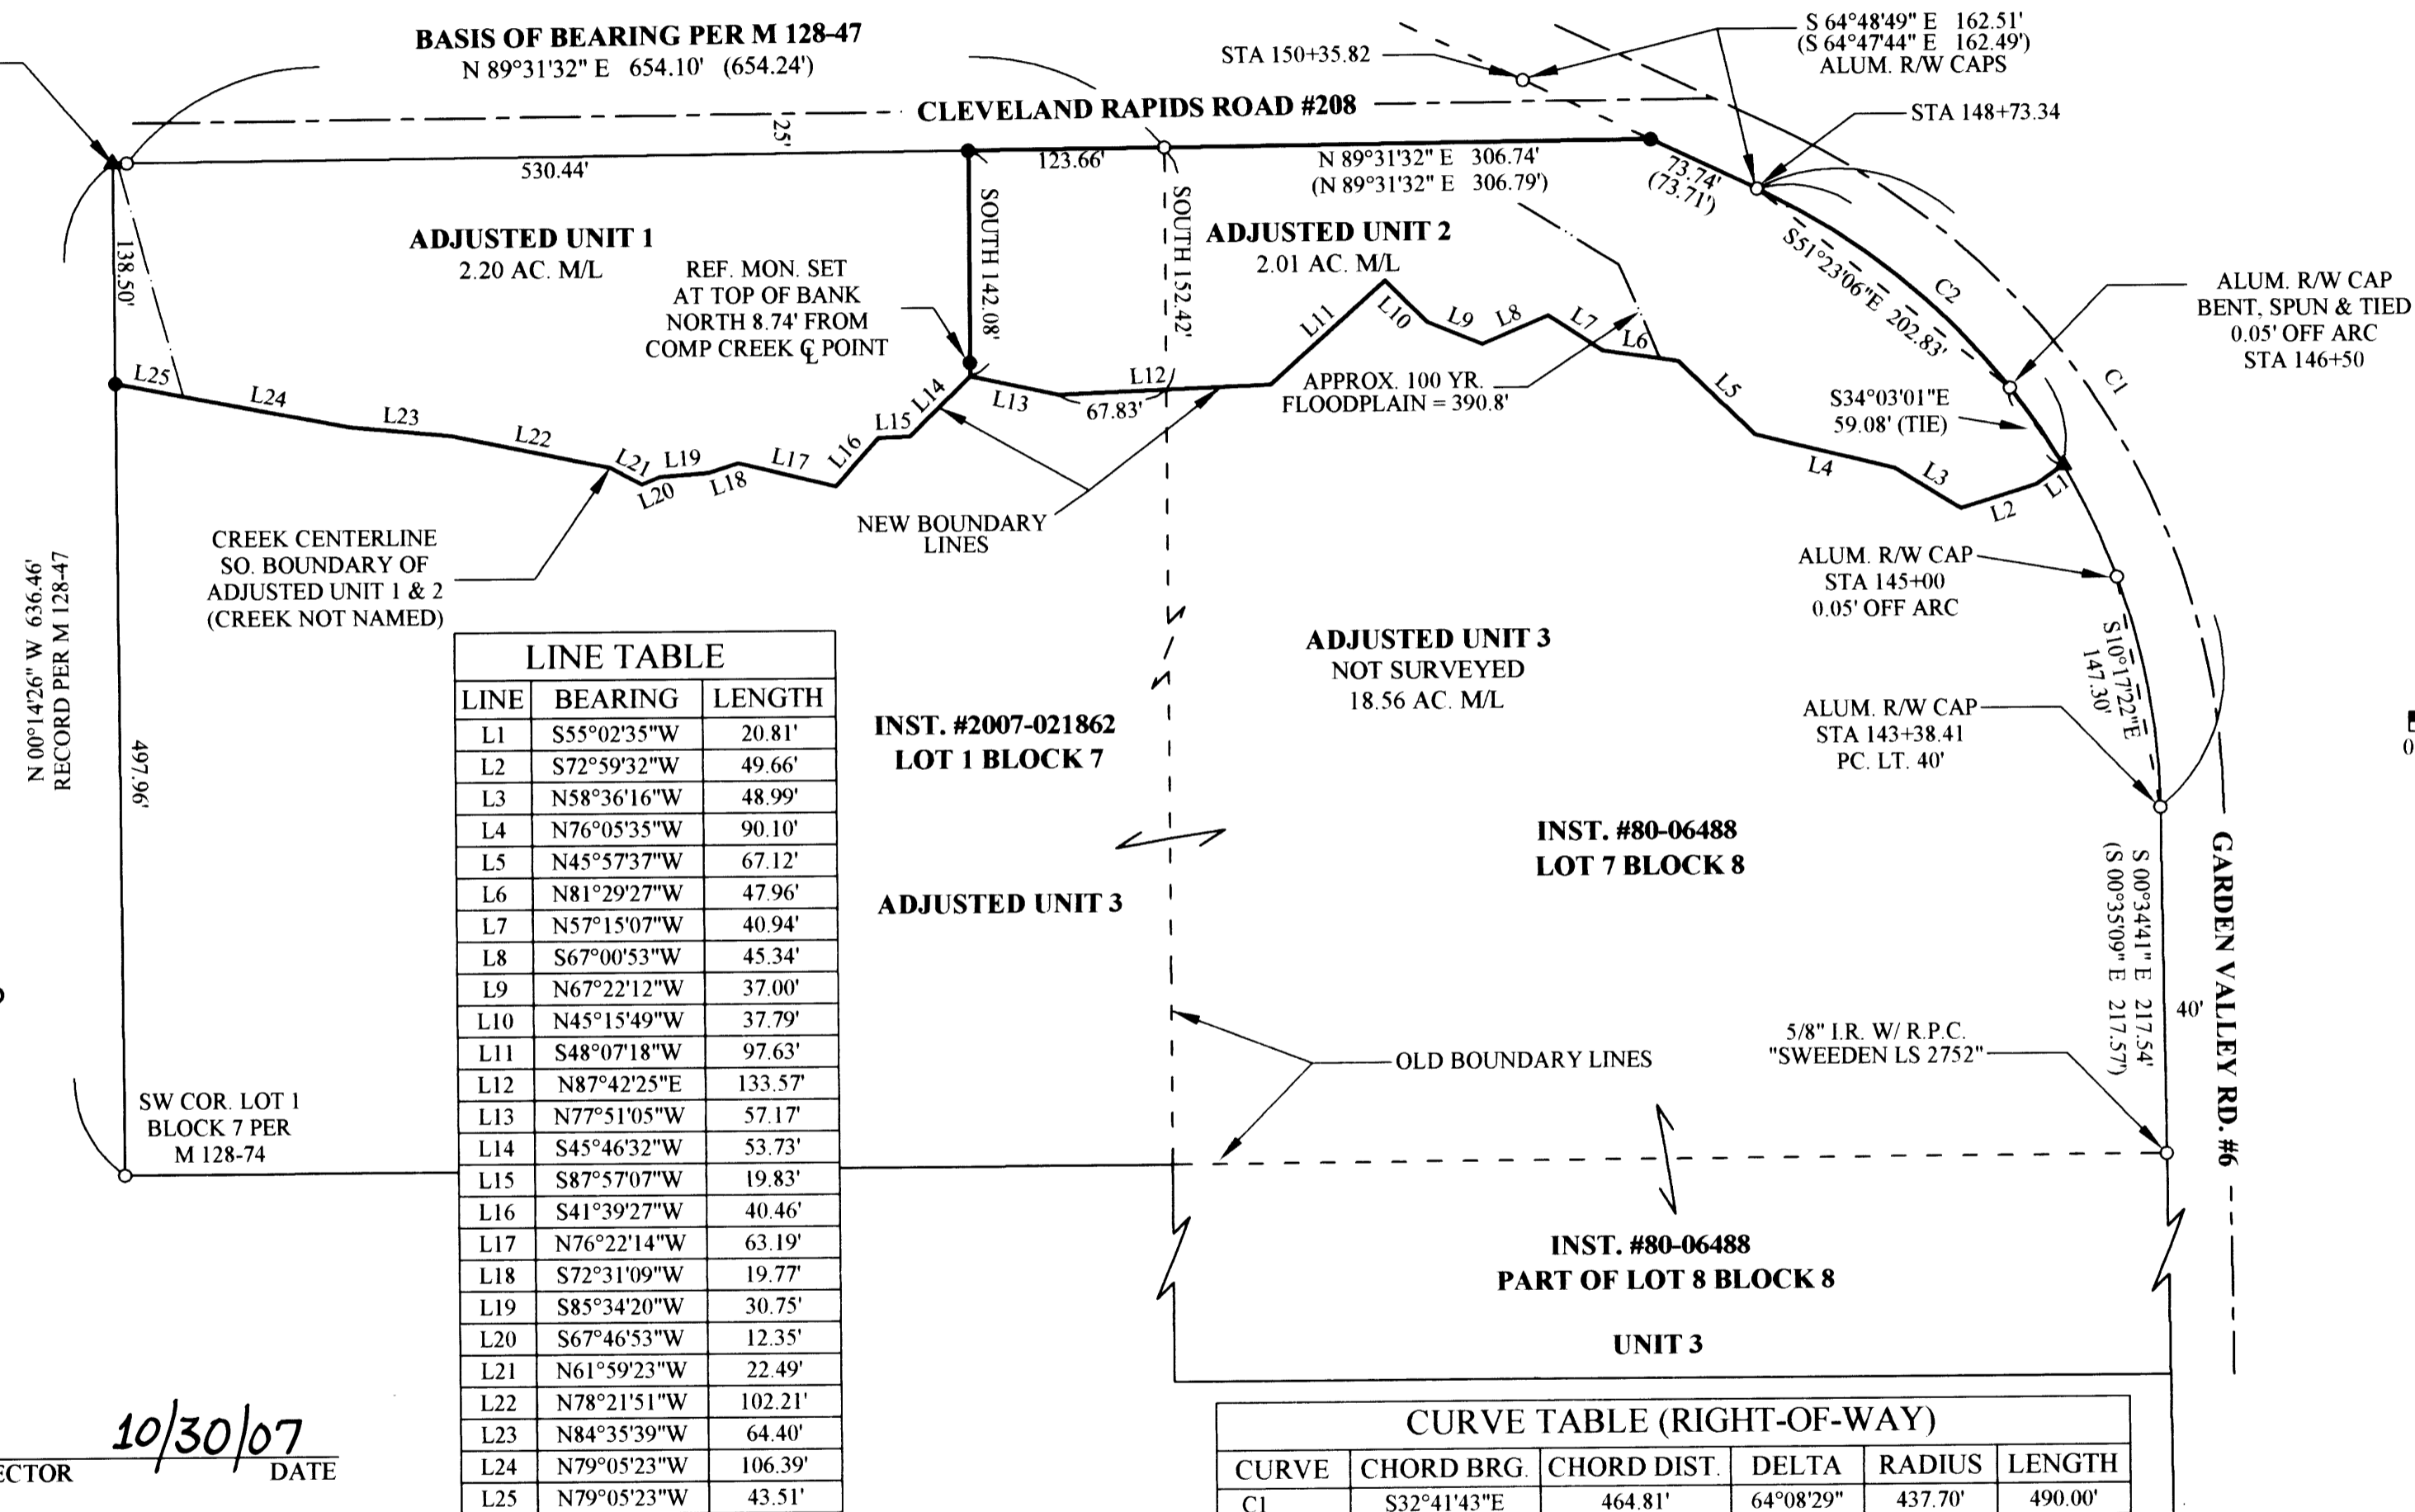 BASIS OF BEARING PER M 128-47
N 89°31'32" E 654.10' (654.24')
CLEVELAND RAPIDS ROAD #208
25'
530.44'
123.66'
N 89°31'32" E 306.74'
(N 89°31'32" E 306.79')
73.74'
(73.71')
STA 150+35.82
S 64°48'49" E 162.51'
(S 64°47'44" E 162.49')
ALUM. R/W CAPS
STA 148+73.34
138.50'
ADJUSTED UNIT 1
2.20 AC. M/L
REF. MON. SET
AT TOP OF BANK
NORTH 8.74' FROM
COMP CREEK ℄ POINT
SOUTH 142.08'
SOUTH 152.42'
ADJUSTED UNIT 2
2.01 AC. M/L
S51°23'06"E 202.83'
C2
C1
ALUM. R/W CAP
BENT, SPUN & TIED
0.05' OFF ARC
STA 146+50
S34°03'01"E
59.08' (TIE)
APPROX. 100 YR.
FLOODPLAIN = 390.8'
L25
L24
L23
L22
L21
L20
L19
L18
L17
L16
L15
L14
L13
L12
67.83'
L11
L10
L9
L8
L7
L6
L5
L4
L3
L2
L1
NEW BOUNDARY
LINES
CREEK CENTERLINE
SO. BOUNDARY OF
ADJUSTED UNIT 1 & 2
(CREEK NOT NAMED)
N 00°14'26" W 636.46'
RECORD PER M 128-47
497.96'
ALUM. R/W CAP
STA 145+00
0.05' OFF ARC
S10°17'22"E
147.30'
ADJUSTED UNIT 3
NOT SURVEYED
18.56 AC. M/L
INST. #2007-021862
LOT 1 BLOCK 7
ALUM. R/W CAP
STA 143+38.41
PC. LT. 40'
INST. #80-06488
LOT 7 BLOCK 8
ADJUSTED UNIT 3
S 00°34'41" E 217.54'
(S 00°35'09" E 217.57')
40'
GARDEN VALLEY RD. #6
OLD BOUNDARY LINES
5/8" I.R. W/ R.P.C.
"SWEEDEN LS 2752"
SW COR. LOT 1
BLOCK 7 PER
M 128-74
INST. #80-06488
PART OF LOT 8 BLOCK 8
UNIT 3
LINE TABLE
LINE BEARING LENGTH
L1 S55°02'35"W 20.81'
L2 S72°59'32"W 49.66'
L3 N58°36'16"W 48.99'
L4 N76°05'35"W 90.10'
L5 N45°57'37"W 67.12'
L6 N81°29'27"W 47.96'
L7 N57°15'07"W 40.94'
L8 S67°00'53"W 45.34'
L9 N67°22'12"W 37.00'
L10 N45°15'49"W 37.79'
L11 S48°07'18"W 97.63'
L12 N87°42'25"E 133.57'
L13 N77°51'05"W 57.17'
L14 S45°46'32"W 53.73'
L15 S87°57'07"W 19.83'
L16 S41°39'27"W 40.46'
L17 N76°22'14"W 63.19'
L18 S72°31'09"W 19.77'
L19 S85°34'20"W 30.75'
L20 S67°46'53"W 12.35'
L21 N61°59'23"W 22.49'
L22 N78°21'51"W 102.21'
L23 N84°35'39"W 64.40'
L24 N79°05'23"W 106.39'
L25 N79°05'23"W 43.51'
10/30/07
ECTOR DATE
CURVE TABLE (RIGHT-OF-WAY)
CURVE CHORD BRG. CHORD DIST. DELTA RADIUS LENGTH
C1 S32°41'43"E 464.81' 64°08'29" 437.70' 490.00'
0